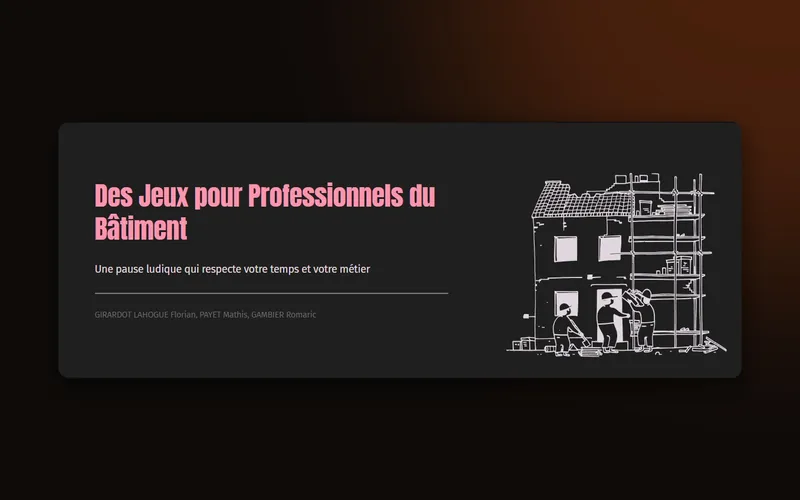 Des Jeux pour Professionnels du
Bâtiment
Une pause ludique qui respecte votre temps et votre métier
GIRARDOT LAHOGUE Florian, PAYET Mathis, GAMBIER Romaric